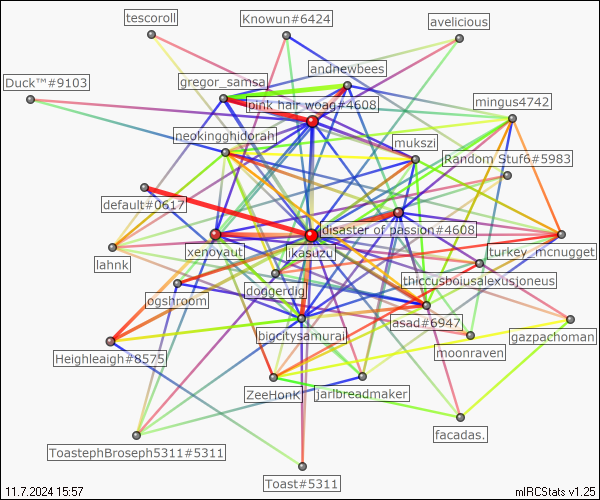 tescoroll
Knowun#6424
avelicious
andnewbees
Duck™#9103
gregor_samsa
pink hair woag#4608
mingus4742
neokinghidorah
mukszi
Random Stuf6#5983
default#0617
disaster of passion#4608
xenoyaut
ikasuzu
turkey_mcnugget
lahnk
thiccusboiusalexusjoneus
doggerdig
ogshroom
asad#6947
bigcitysamurai
gazpachoman
moonraven
Heighleaigh#8575
ZeeHonK
jarlbreadmaker
facadas.
ToastephBroseph5311#5311
Toast#5311
11.7.2024 15:57
mIRCStats v1.25